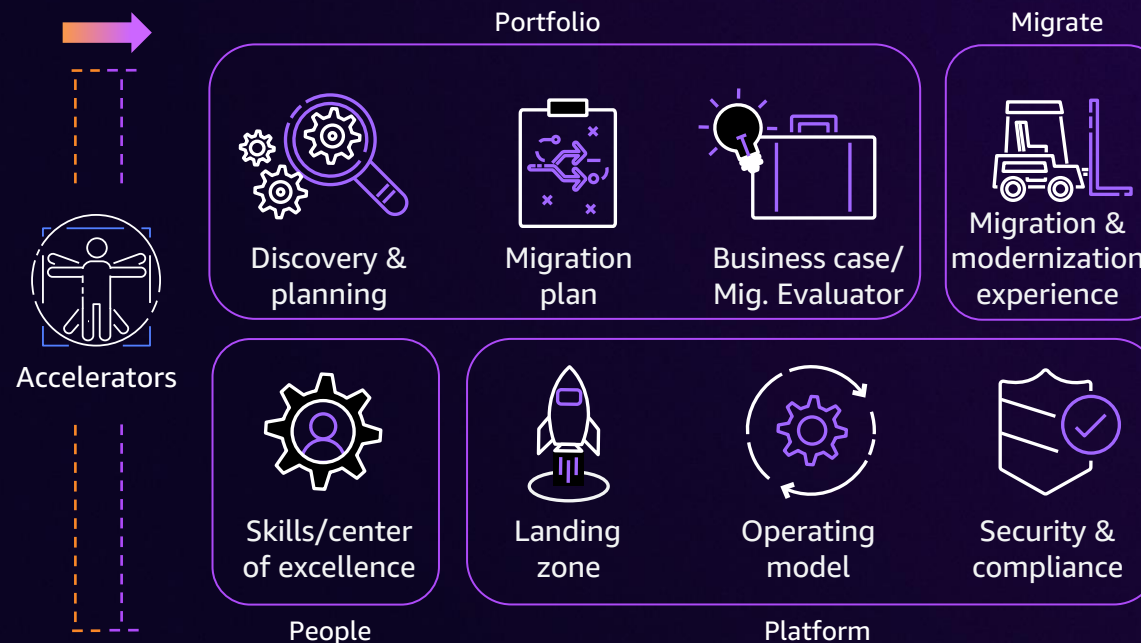 Portfolio
Migrate
Discovery &
planning
Migration
plan
Business case/
Mig. Evaluator
Migration &
modernization
experience
Accelerators
Skills/center
of excellence
Landing
zone
Operating
model
Security &
compliance
People
Platform